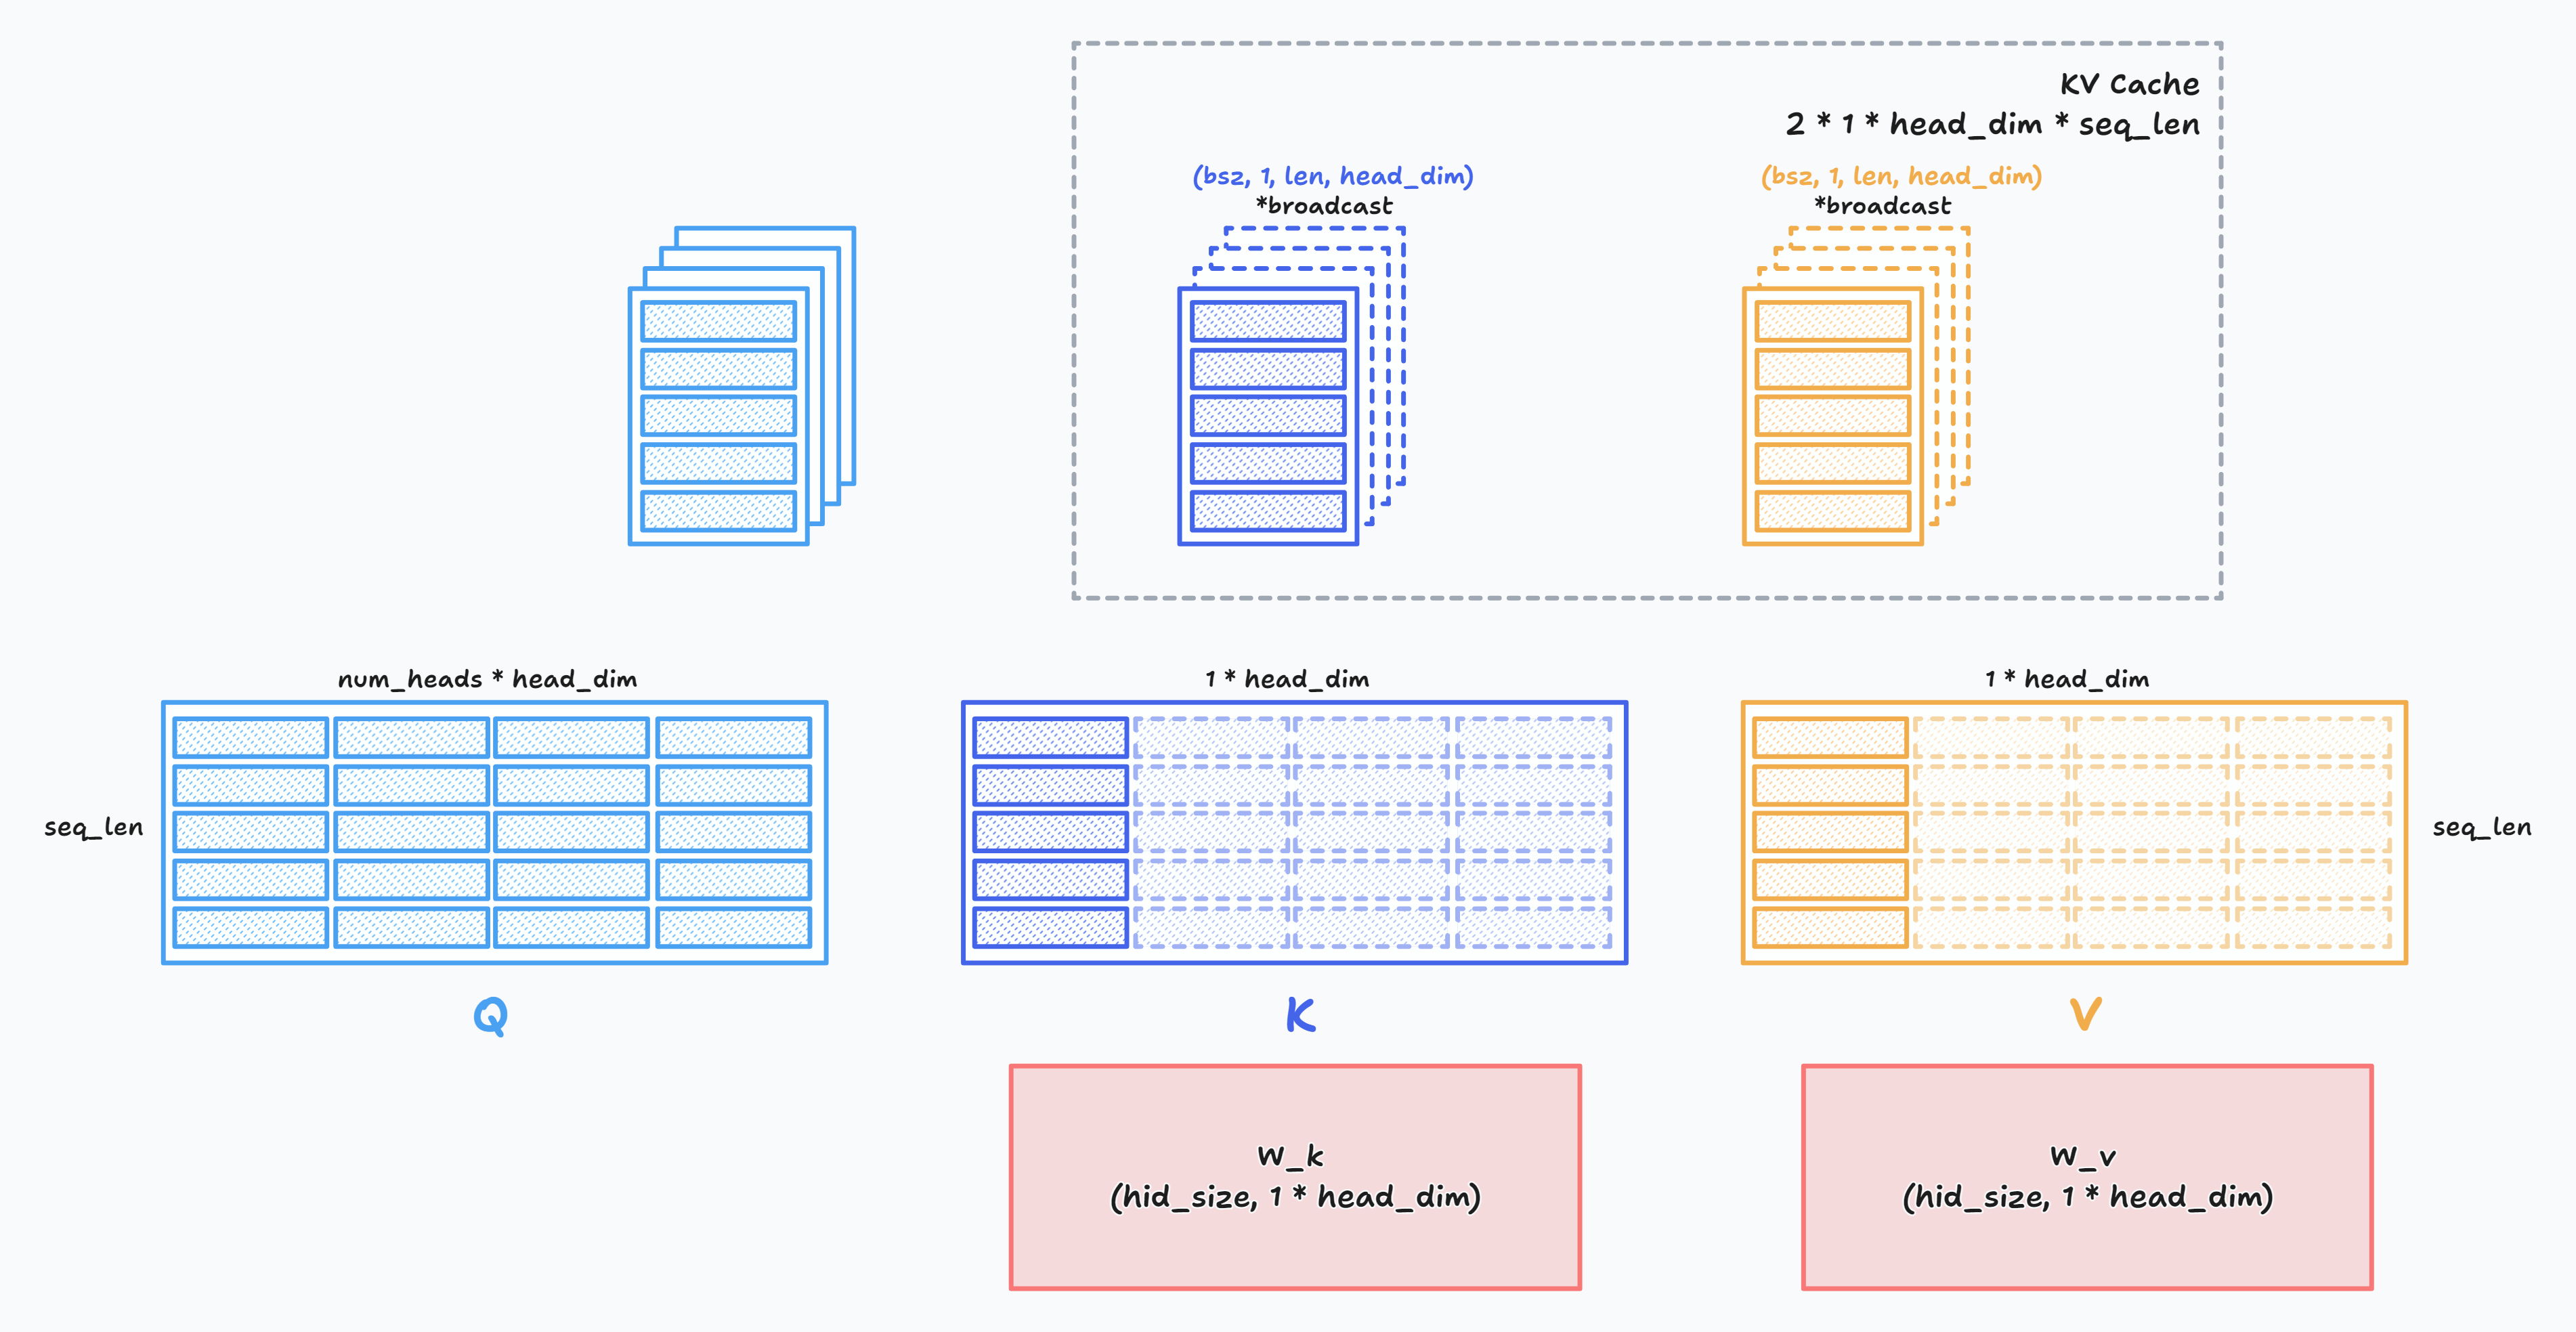 KV Cache
2 * 1 * head_dim * seq_len
(bsz, 1, len, head_dim)
*broadcast
(bsz, 1, len, head_dim)
*broadcast
num_heads * head_dim
1 * head_dim
1 * head_dim
seq_len
seq_len
Q
K
V
W_k
(hid_size, 1 * head_dim)
W_v
(hid_size, 1 * head_dim)